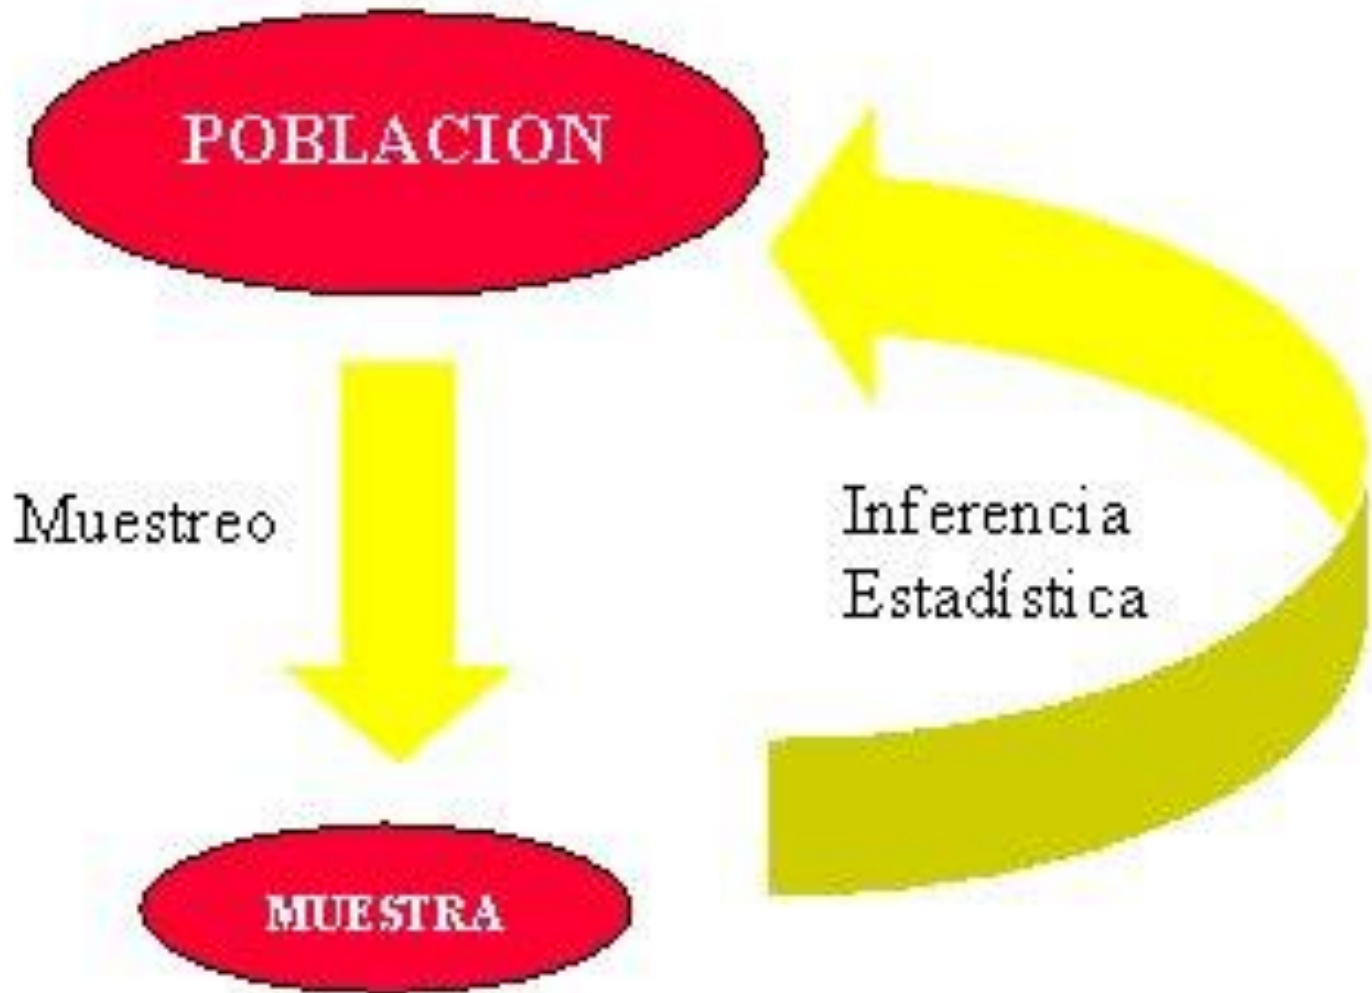 POBLACION
Muestreo
Inferencia
Estadística
MUESTRA